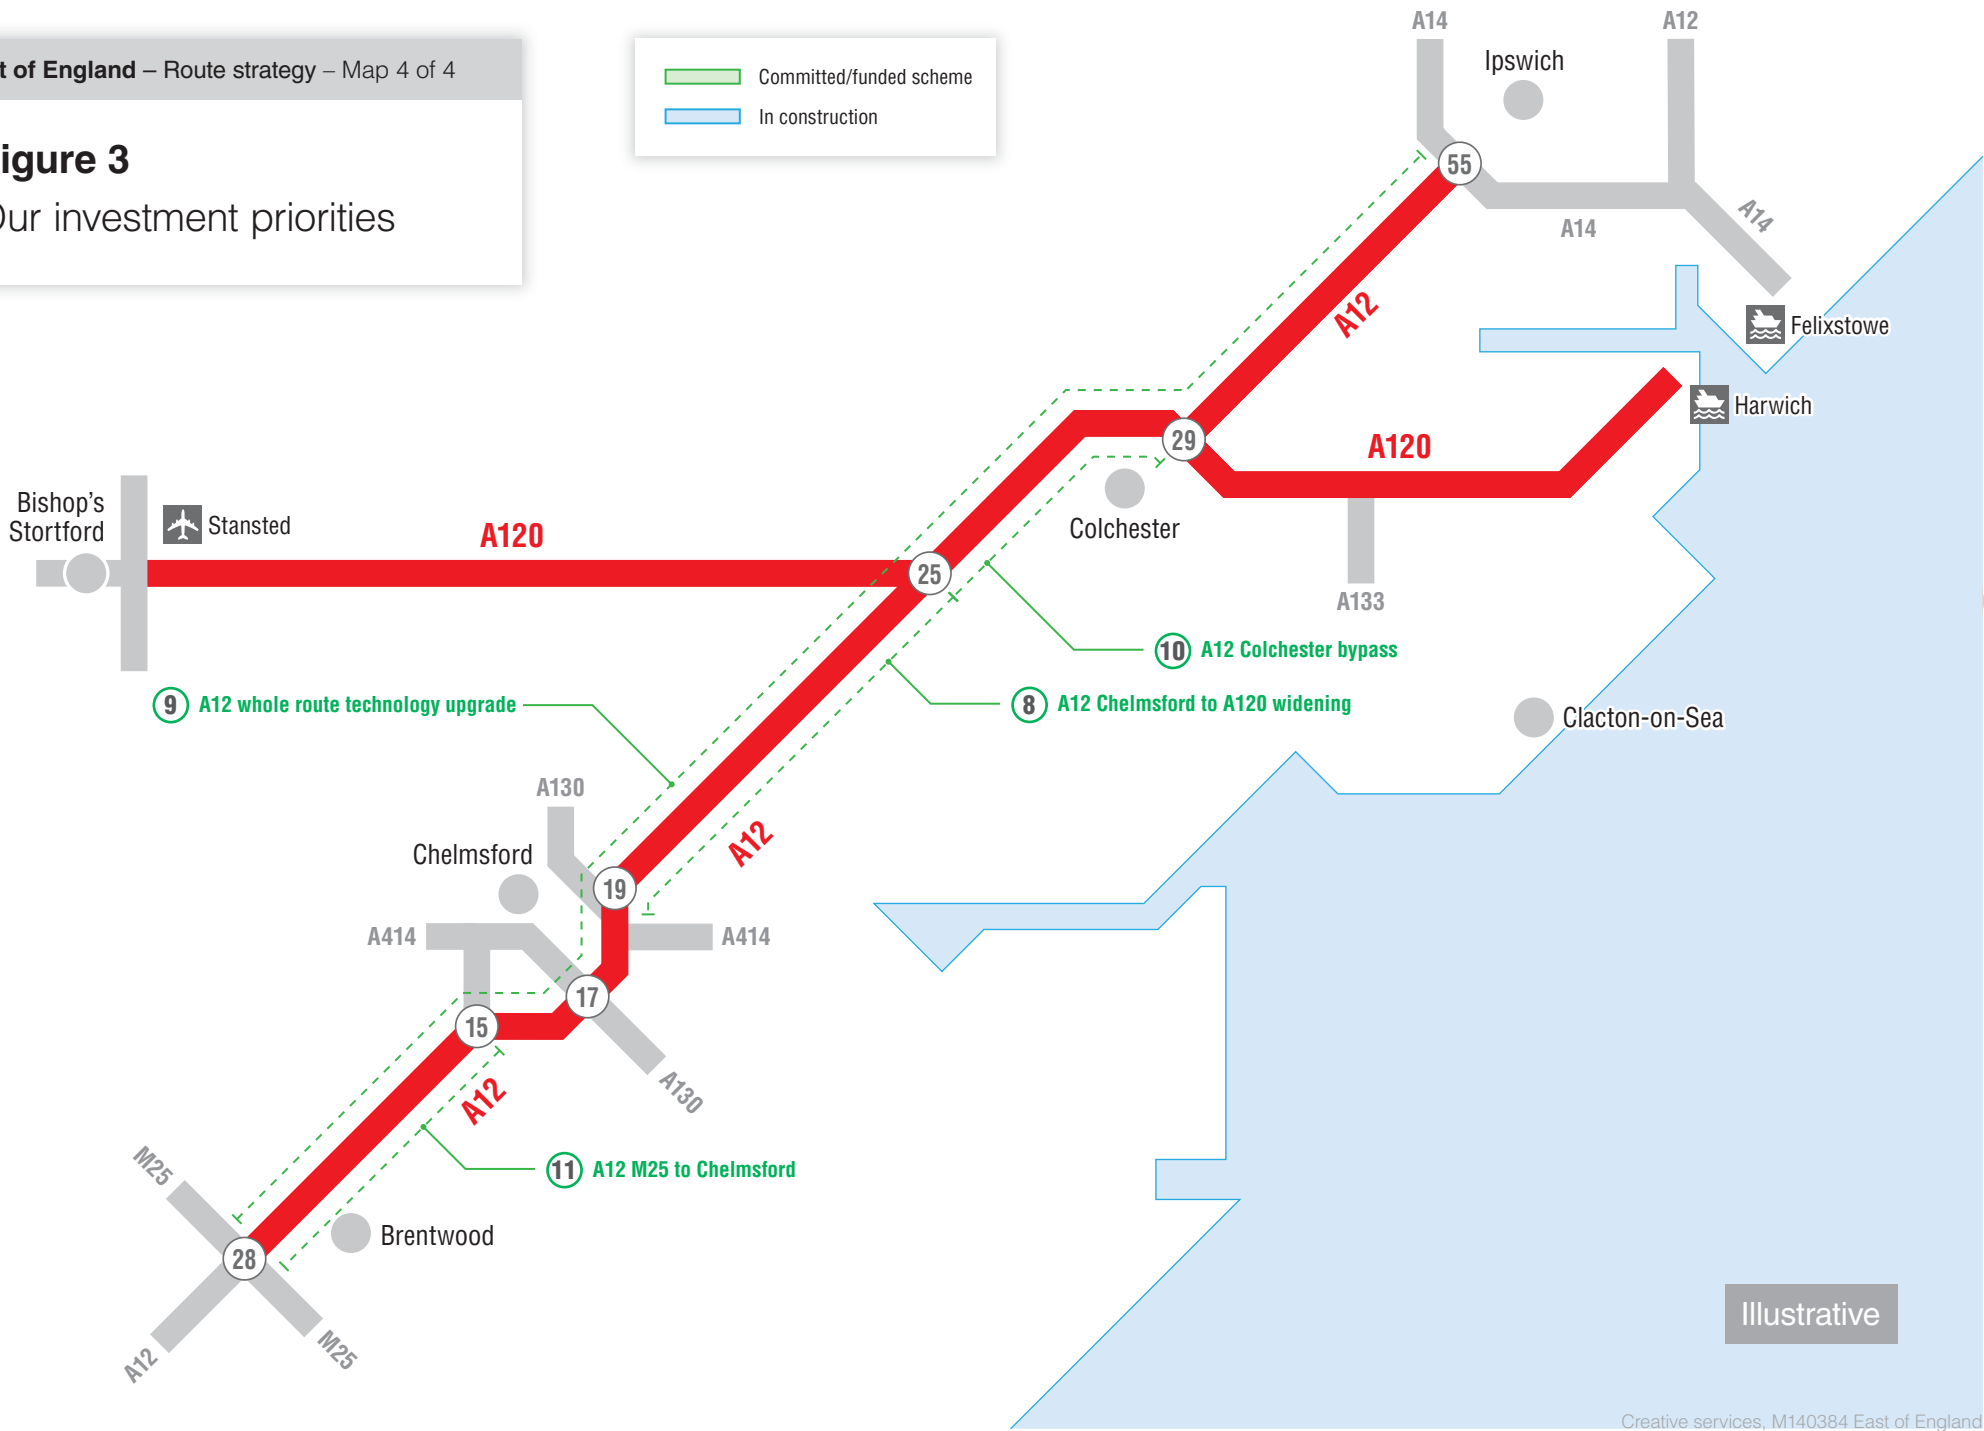 t of England – Route strategy – Map 4 of 4
igure 3
Our investment priorities
Committed/funded scheme
In construction
A14
A12
Ipswich
55
A14
A14
A12
Felixstowe
Harwich
29
A120
Colchester
A133
Bishop's
Stortford
Stansted
A120
25
10 A12 Colchester bypass
9 A12 whole route technology upgrade
8 A12 Chelmsford to A120 widening
Clacton-on-Sea
A130
A12
Chelmsford
19
A414
A414
17
15
A12
A130
M25
11 A12 M25 to Chelmsford
Brentwood
28
A12
M25
Illustrative
Creative services, M140384 East of England